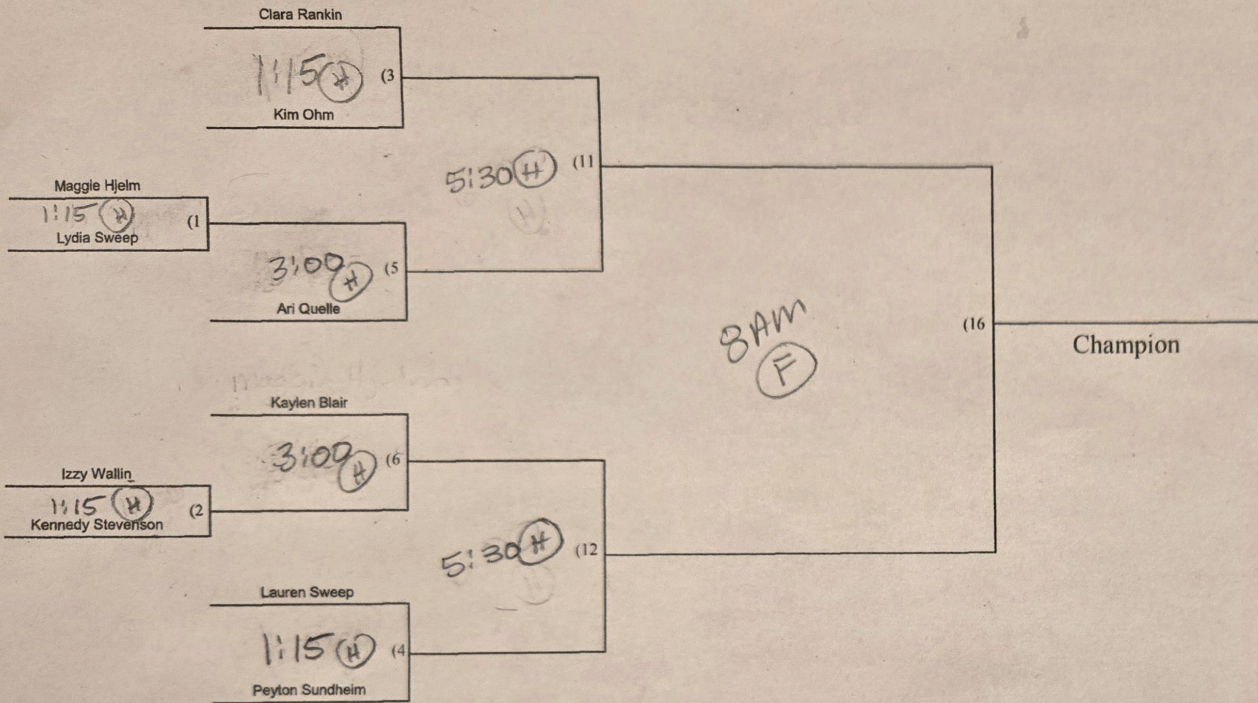 Clara Rankin
1:15 H (3
Kim Ohm
5:30 H (11
Maggie Hjelm
1:15 H (1
Lydia Sweep
3:00 H (5
Ari Quelle
8AM
F
(16
Champion
Kaylen Blair
3:00 H (6
Izzy Wallin
1:15 H (2
Kennedy Stevenson
5:30 H (12
Lauren Sweep
1:15 H (4
Peyton Sundheim